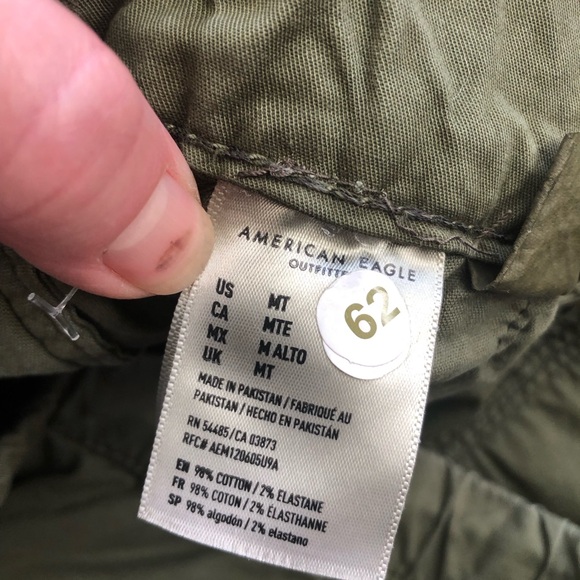 AMERICAN EAGLE
OUTFITTE
62
US MT
CA MTE
MX M ALTO
UK MT
MADE IN PAKISTAN / FABRIQUÉ AU
PAKISTAN / HECHO EN PAKISTÁN
RN 54485/CA 03873
RFC# AEM120605U9A
EN 98% COTTON / 2% ELASTANE
FR 98% COTON / 2% ÉLASTHANNE
SP 98% algodón / 2% elastano